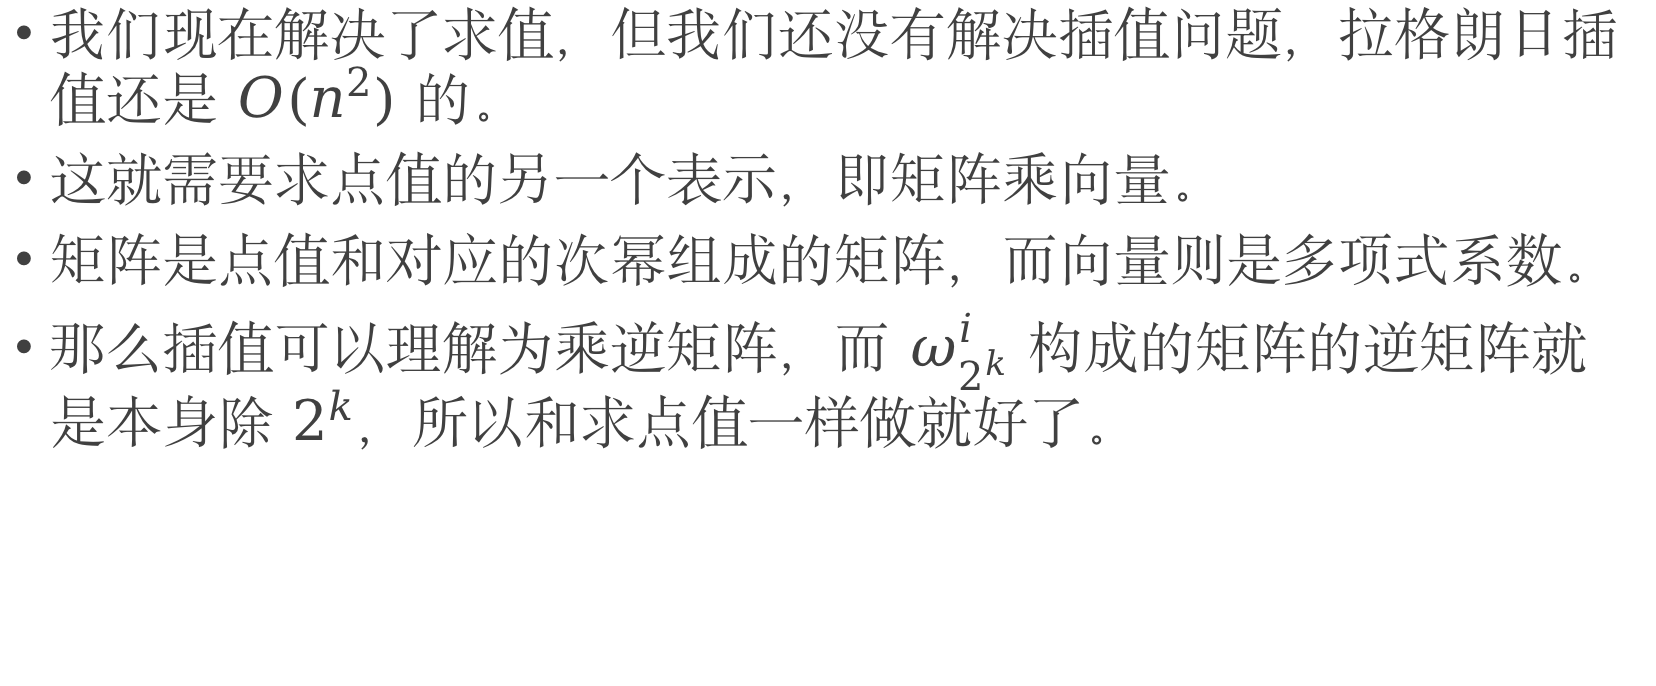 • 我们现在解决了求值，但我们还没有解决插值问题，拉格朗日插
值还是 O(n²) 的。
• 这就需要求点值的另一个表示，即矩阵乘向量。
• 矩阵是点值和对应的次幂组成的矩阵，而向量则是多项式系数。
• 那么插值可以理解为乘逆矩阵，而 $\omega_{2^k}^i$ 构成的矩阵的逆矩阵就
是本身除 $2^k$，所以和求点值一样做就好了。